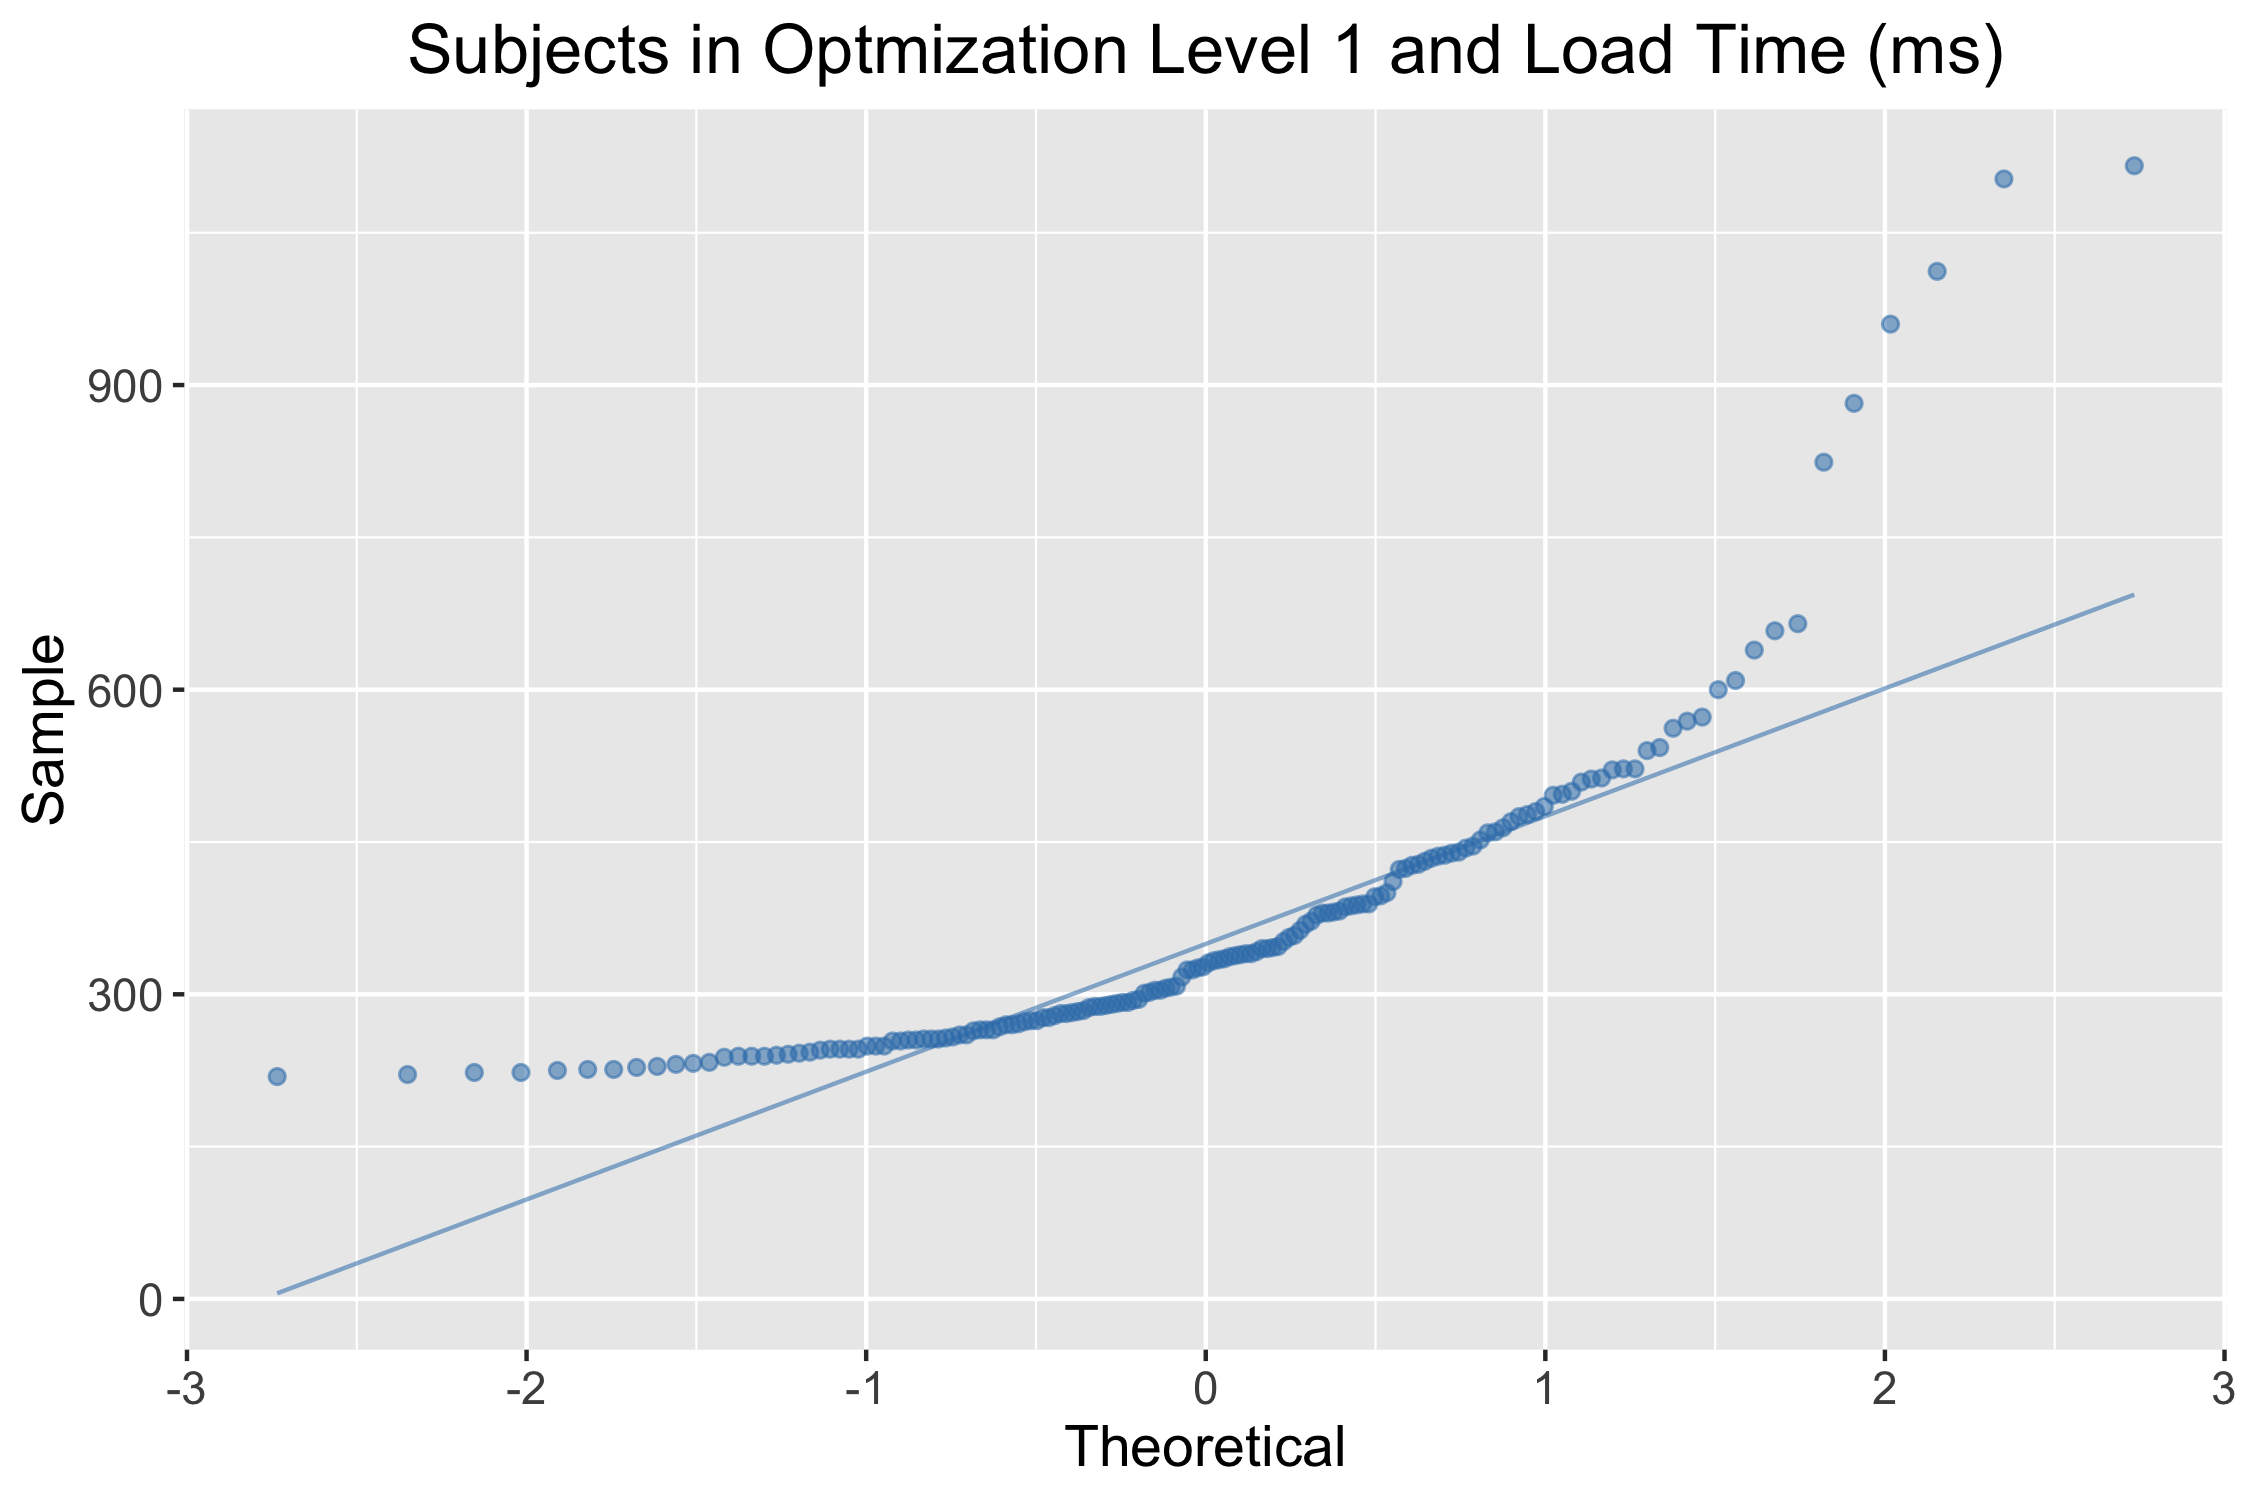 Subjects in Optmization Level 1 and Load Time (ms)
Sample
900
600
300
0
-3 -2 -1 0 1 2 3
Theoretical